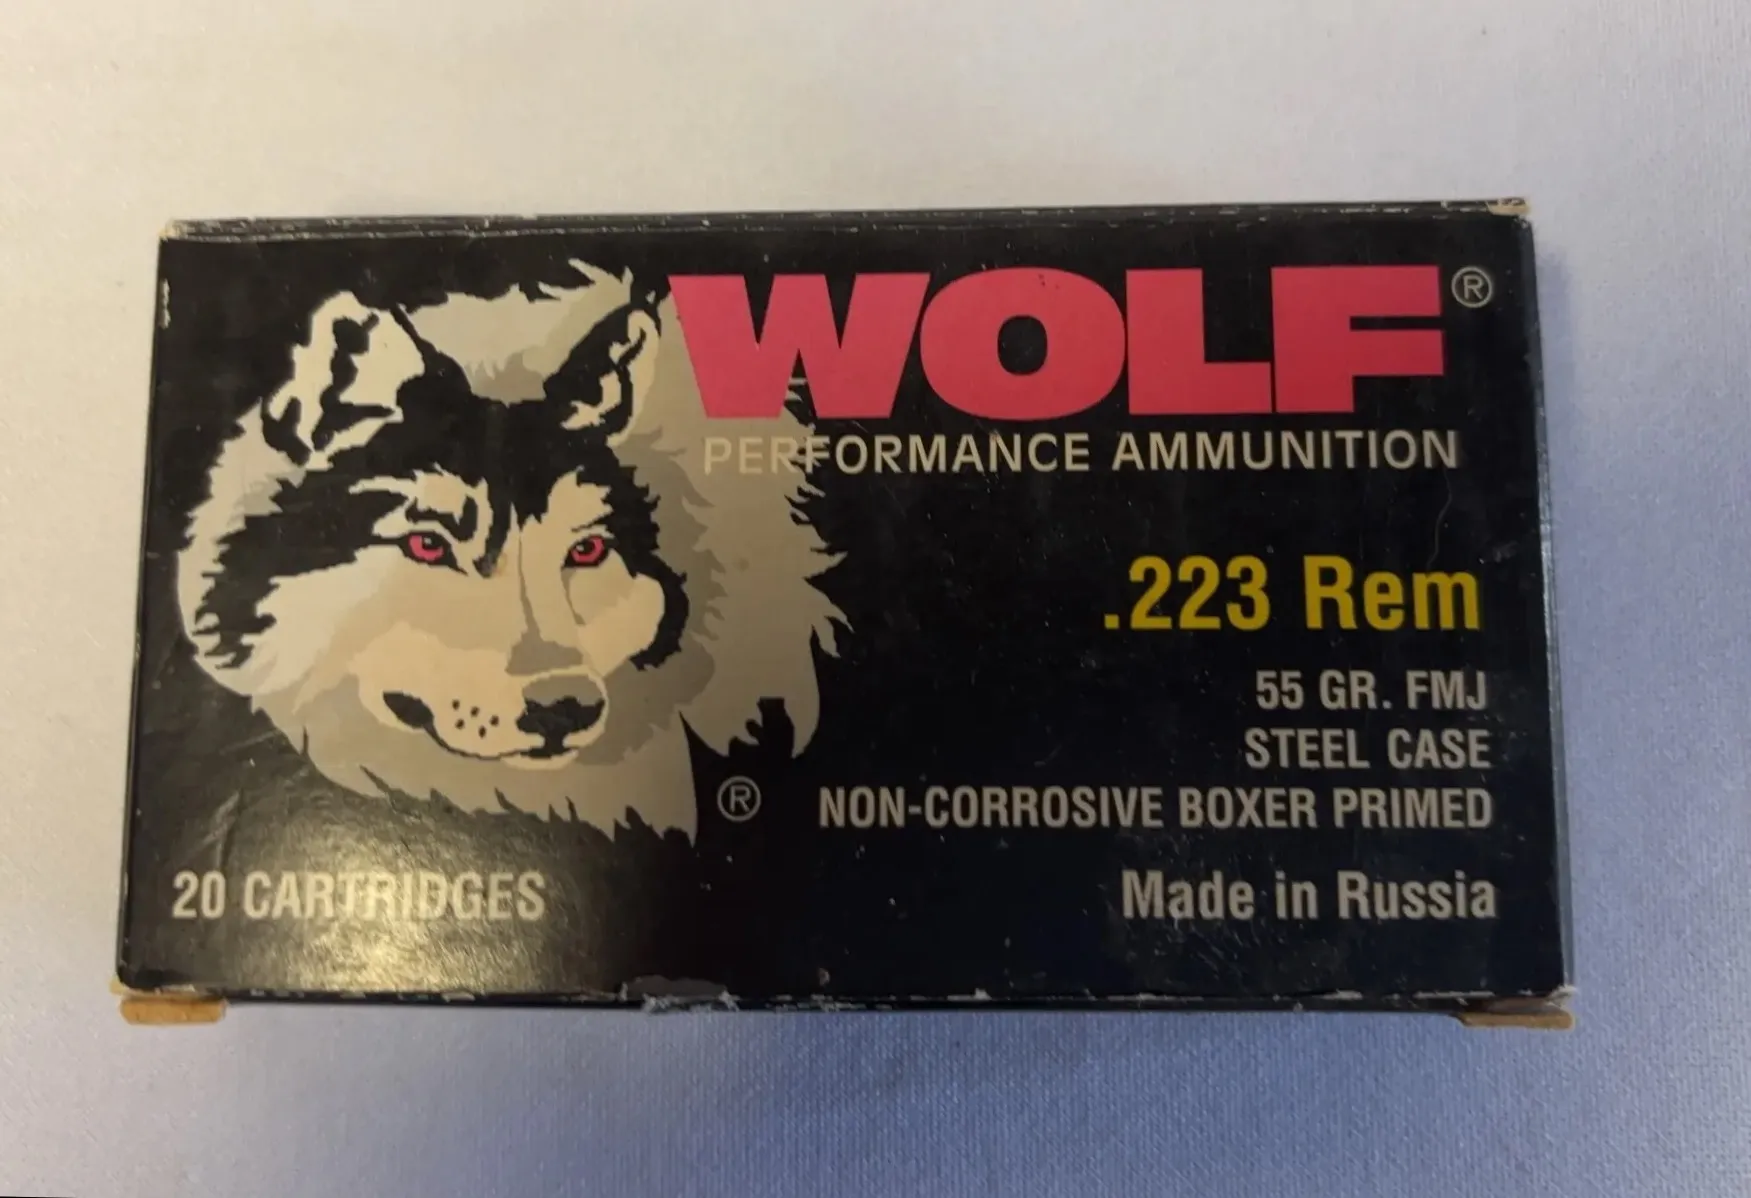 WOLF®
PERFORMANCE AMMUNITION
.223 Rem
55 GR. FMJ
STEEL CASE
®
NON-CORROSIVE BOXER PRIMED
20 CARTRIDGES
Made in Russia